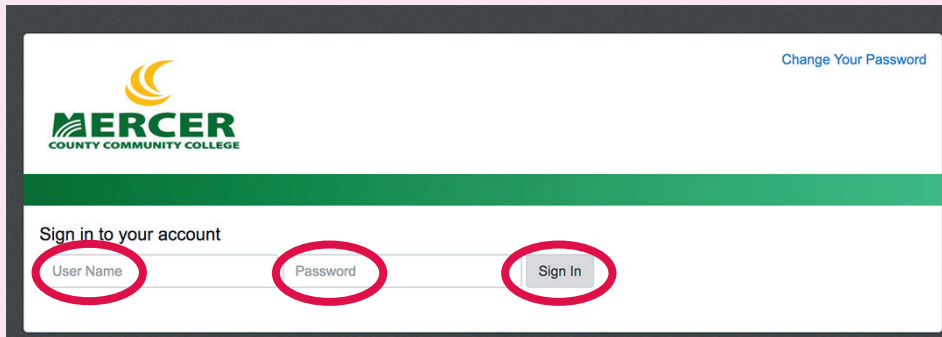 Change Your Password
MERCER
COUNTY COMMUNITY COLLEGE
Sign in to your account
User Name Password Sign In